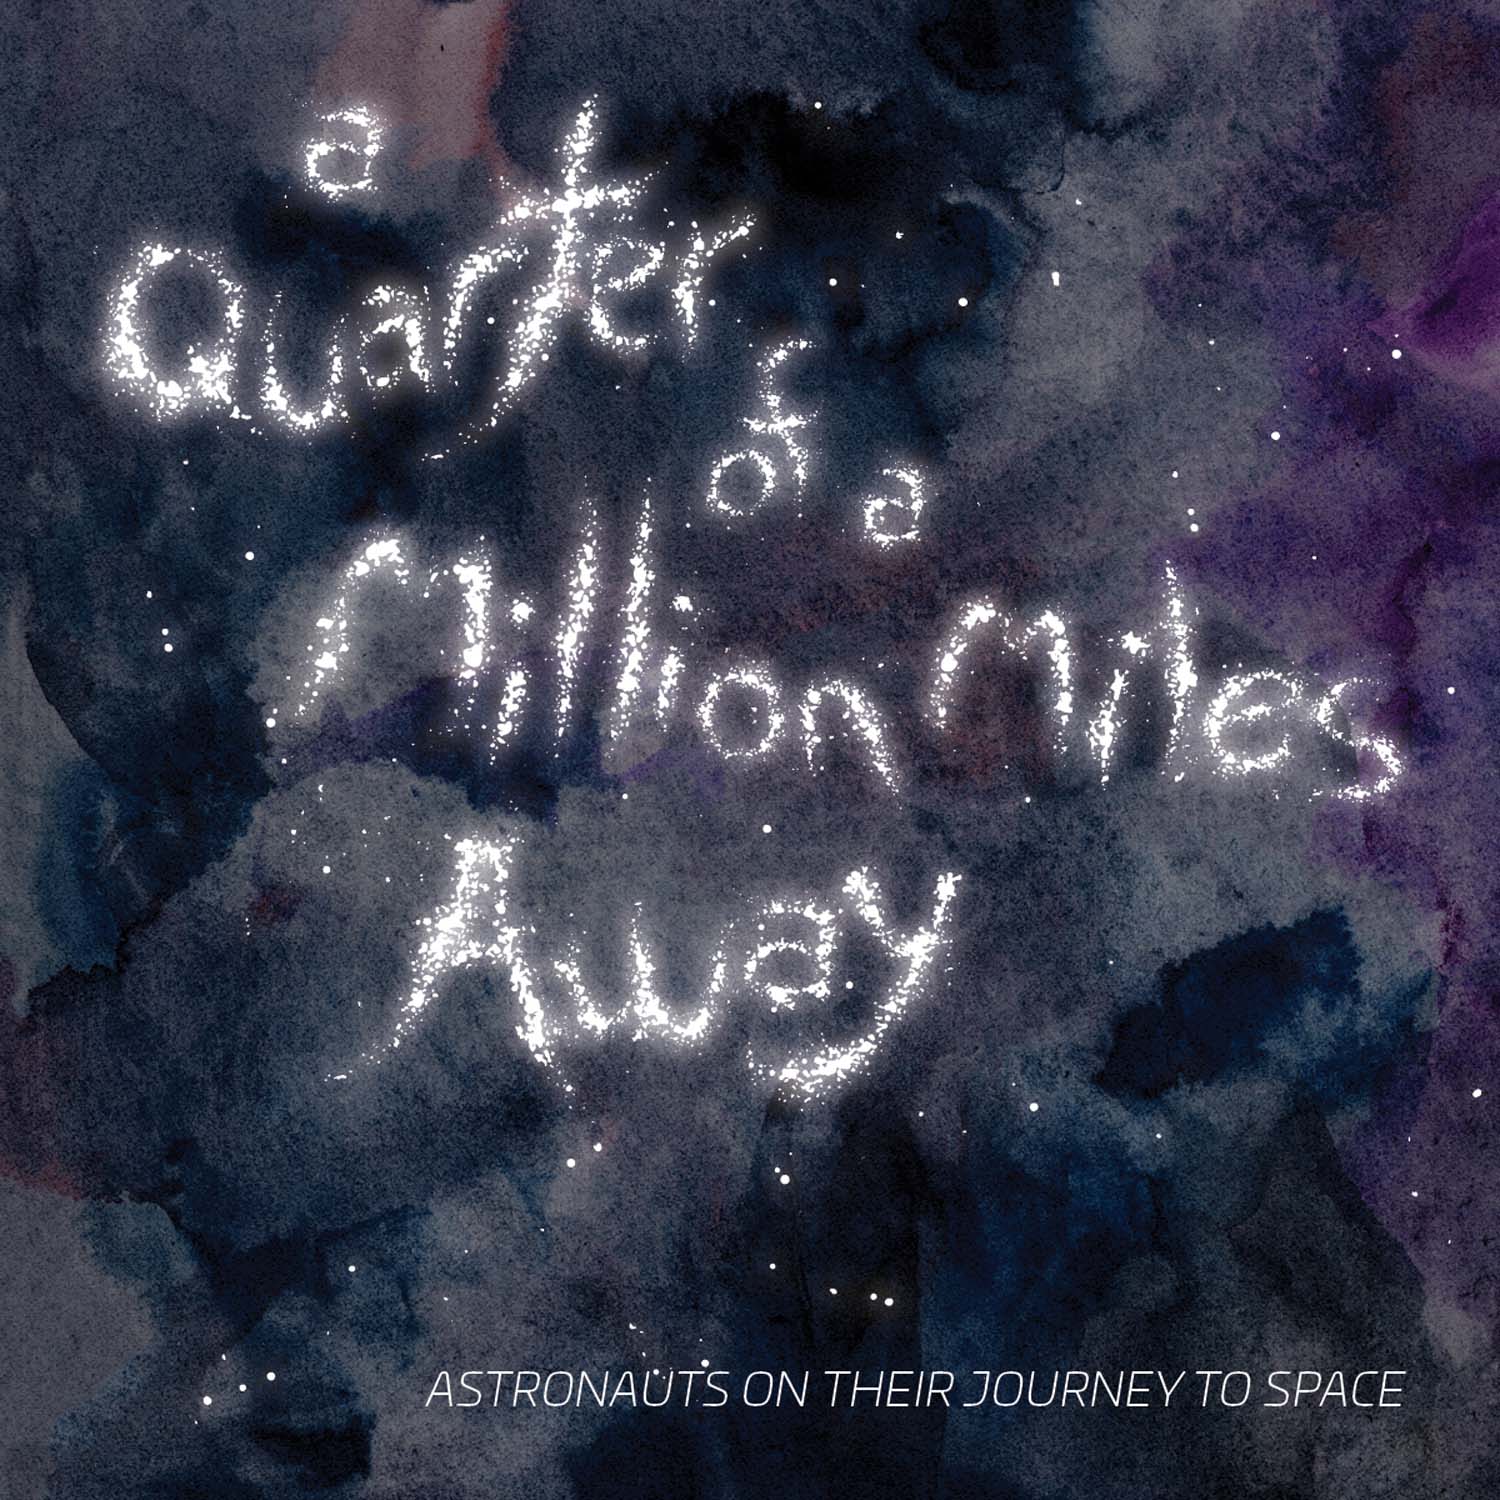 a
Quarter
of a
Million Miles
Away
ASTRONAUTS ON THEIR JOURNEY TO SPACE